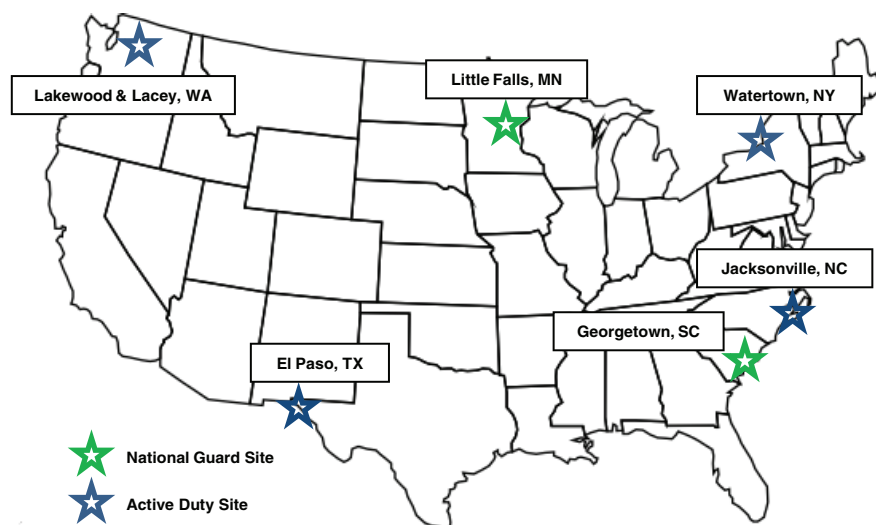 Little Falls, MN
Lakewood & Lacey, WA
Watertown, NY
Jacksonville, NC
Georgetown, SC
El Paso, TX
National Guard Site
Active Duty Site